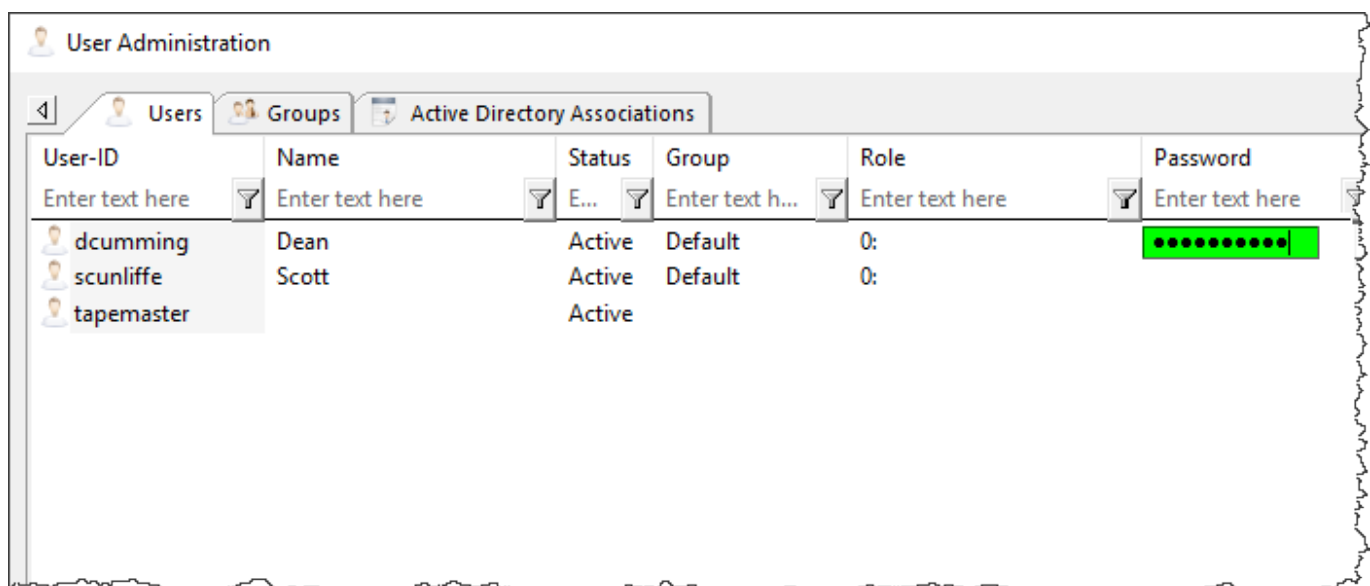 User Administration
Users Groups Active Directory Associations
User-ID Name Status Group Role Password
Enter text here Enter text here E... Enter text h... Enter text here Enter text here
dcumming Dean Active Default 0: ●●●●●●●●●●
scunliffe Scott Active Default 0:
tapemaster Active